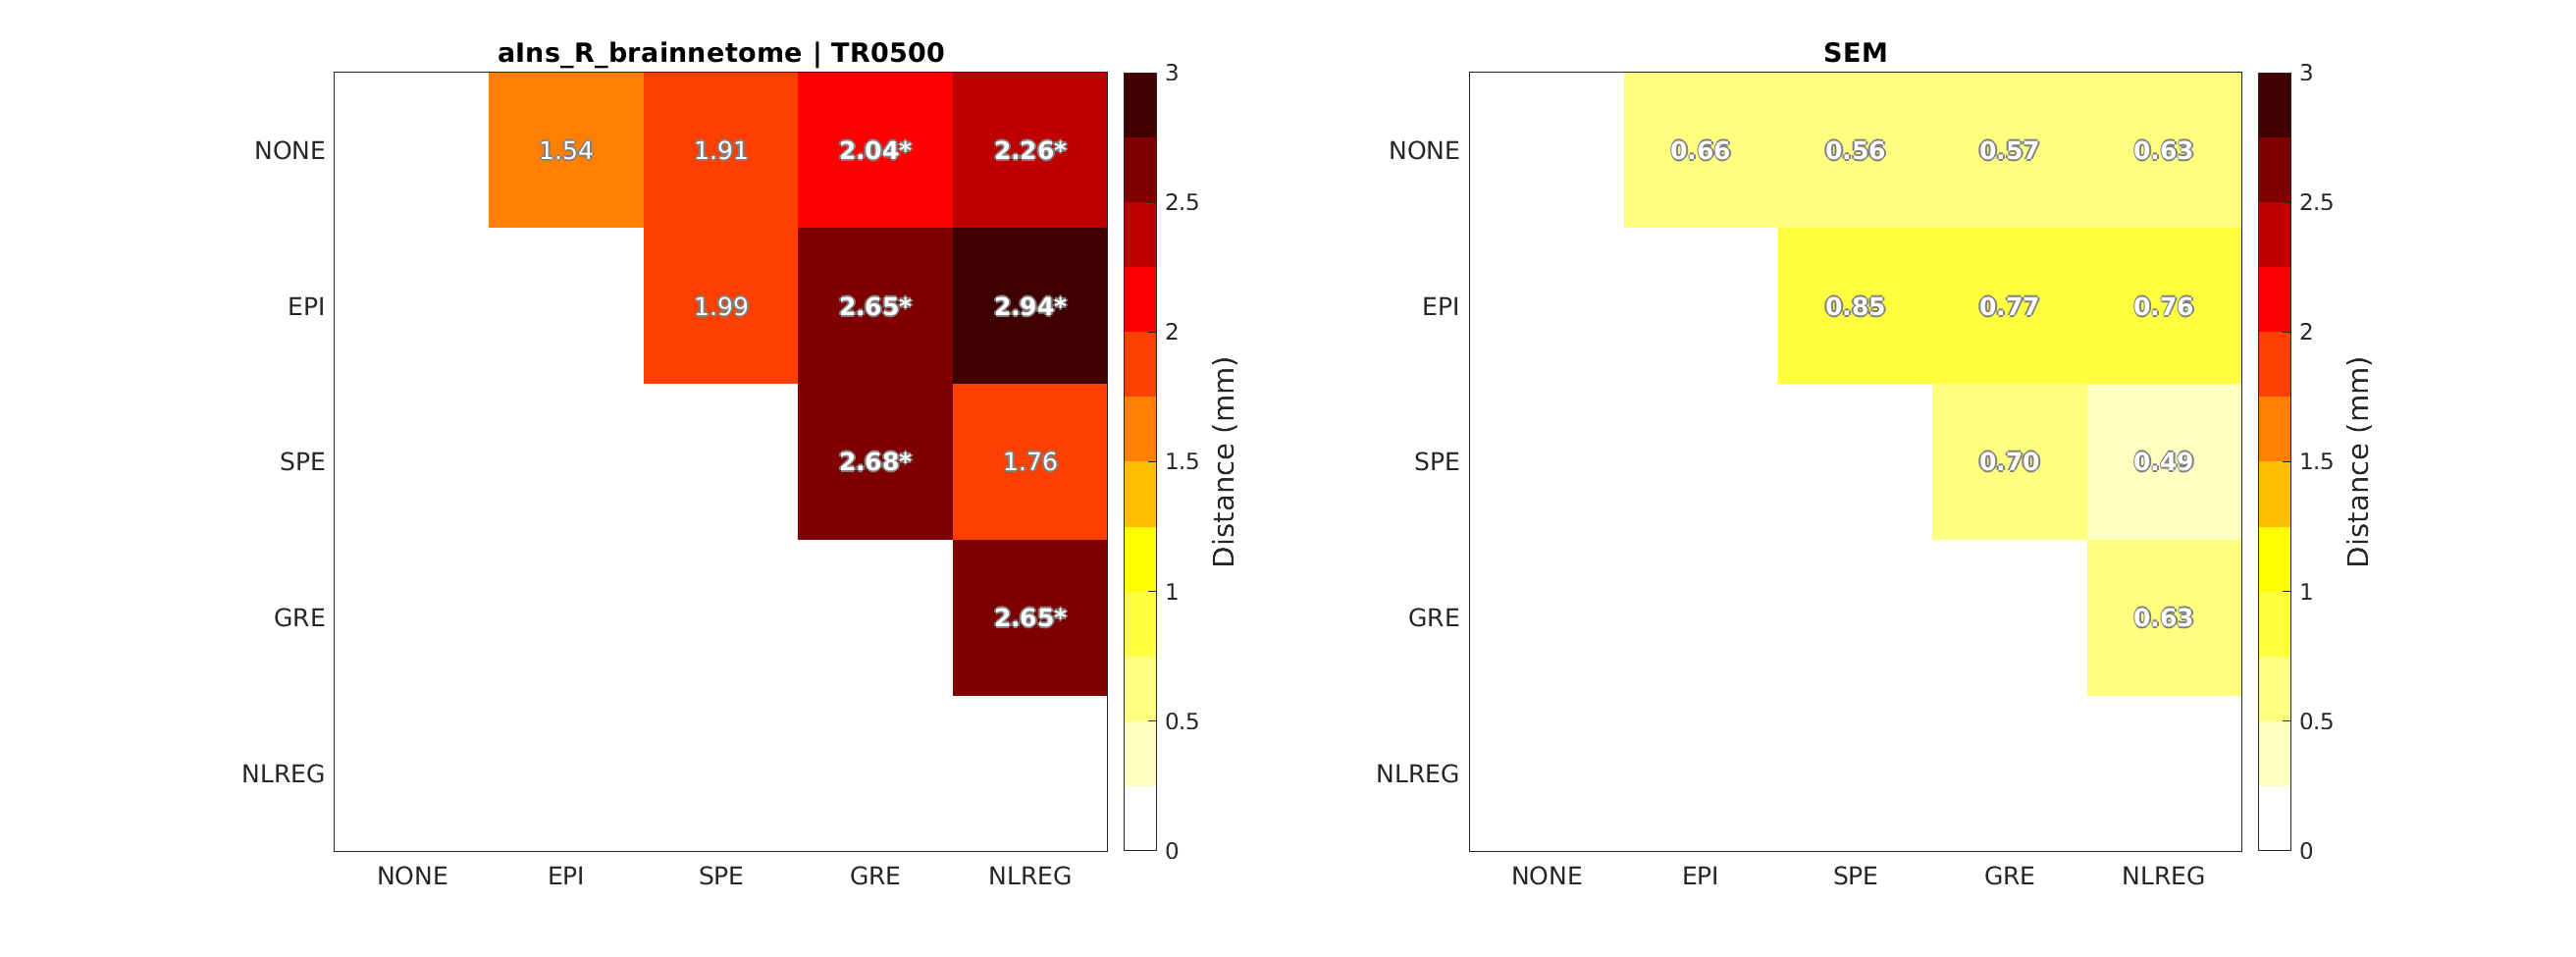 aIns_R_brainnetome | TR0500
NONE 1.54 1.91 2.04* 2.26*
EPI 1.99 2.65* 2.94*
SPE 2.68* 1.76
GRE 2.65*
NLREG
NONE EPI SPE GRE NLREG
3
2.5
2
1.5
1
0.5
0
Distance (mm)
SEM
NONE 0.66 0.56 0.57 0.63
EPI 0.85 0.77 0.76
SPE 0.70 0.49
GRE 0.63
NLREG
NONE EPI SPE GRE NLREG
3
2.5
2
1.5
1
0.5
0
Distance (mm)